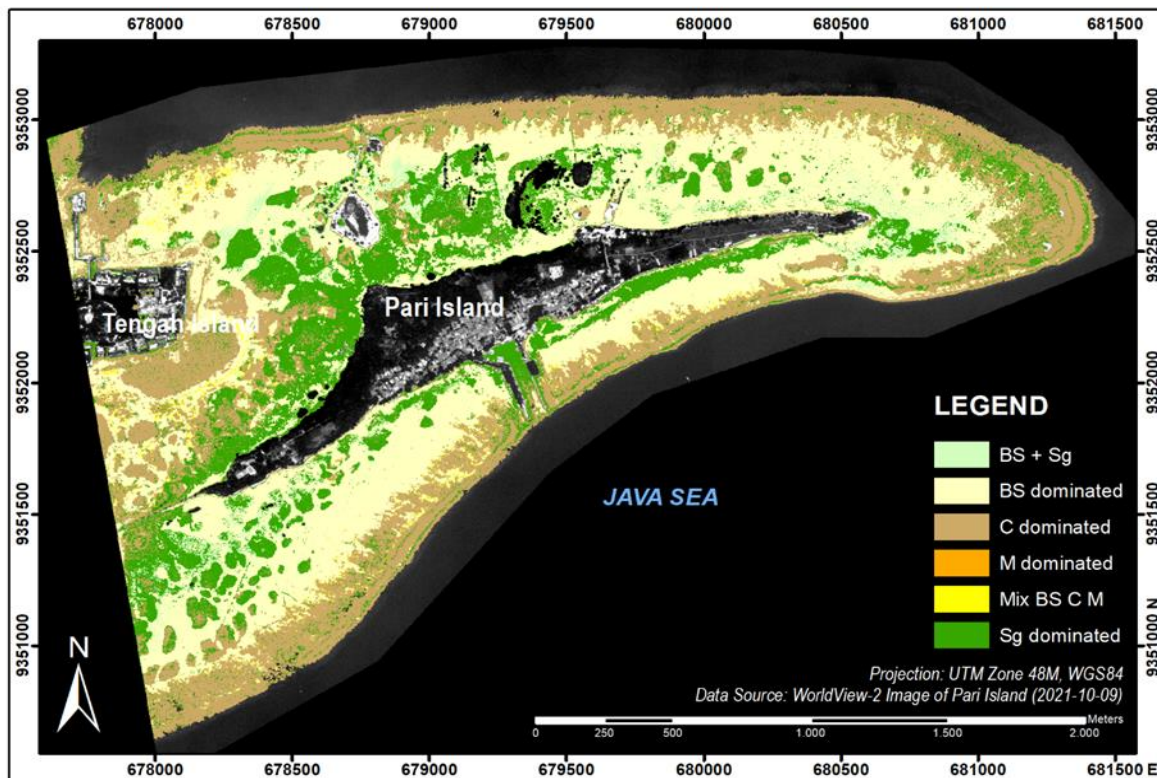 678000 678500 679000 679500 680000 680500 681000 681500
9353000
9353000
9352500
9352500
Tengah Island
Pari Island
9352000
9352000
LEGEND
BS + Sg
BS dominated
JAVA SEA
9351500
9351500
C dominated
M dominated
Mix BS C M
Sg dominated
9351000
9351000 N
N
Projection: UTM Zone 48M, WGS84
Data Source: WorldView-2 Image of Pari Island (2021-10-09)
Meters
0 250 500 1.000 1.500 2.000
678000 678500 679000 679500 680000 680500 681000 681500 E